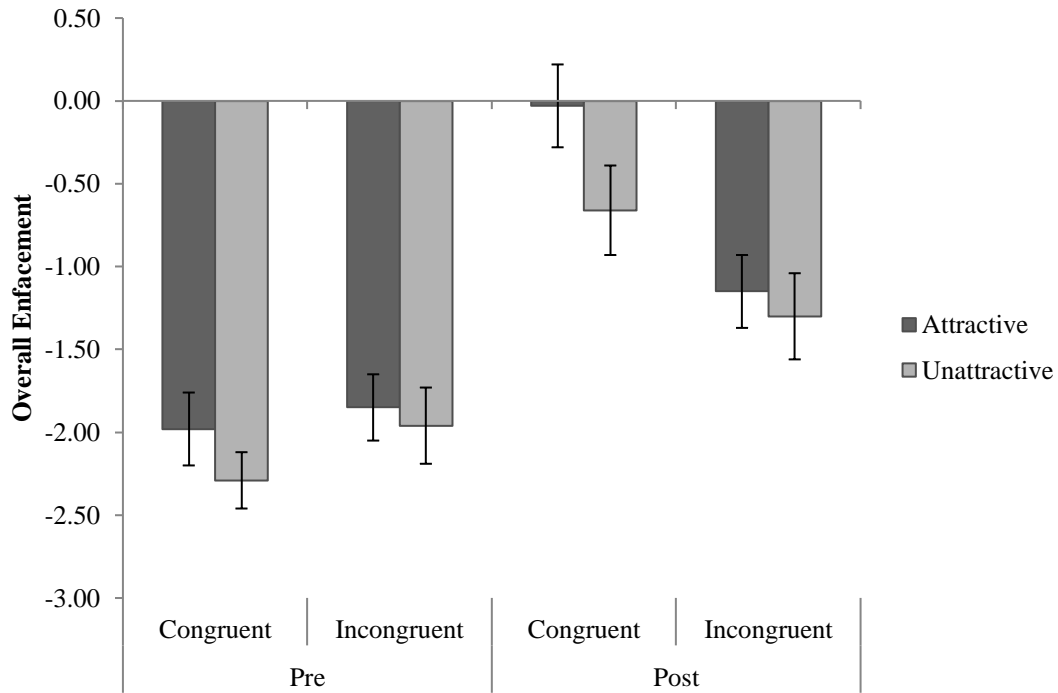 0.50
0.00
-0.50
-1.00
-1.50
-2.00
-2.50
-3.00
Overall Enfacement
Congruent Incongruent Congruent Incongruent
Pre Post
Attractive
Unattractive